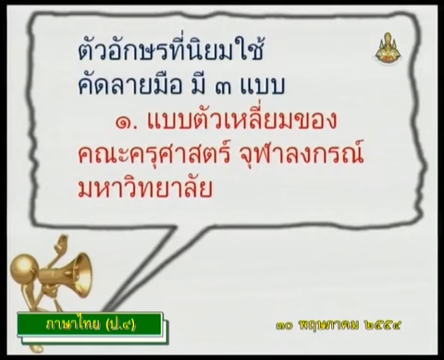 ตัวอักษรที่นิยมใช้
คัดลายมือ มี ๓ แบบ
๑. แบบตัวเหลี่ยมของ
คณะครุศาสตร์ จุฬาลงกรณ์
มหาวิทยาลัย
ภาษาไทย (ป.๔)
๓๐ พฤษภาคม ๒๕๕๔